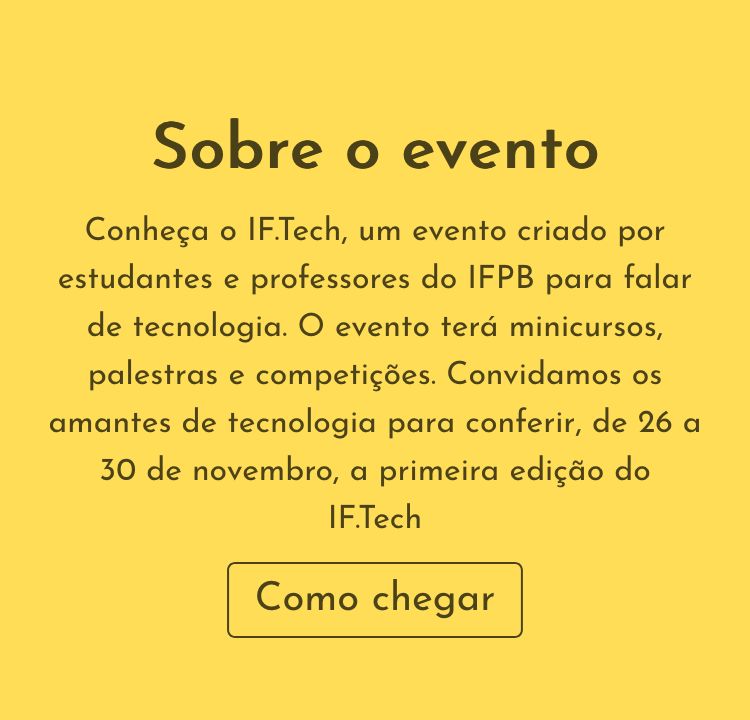 Sobre o evento
Conheça o IF.Tech, um evento criado por
estudantes e professores do IFPB para falar
de tecnologia. O evento terá minicursos,
palestras e competições. Convidamos os
amantes de tecnologia para conferir, de 26 a
30 de novembro, a primeira edição do
IF.Tech
Como chegar